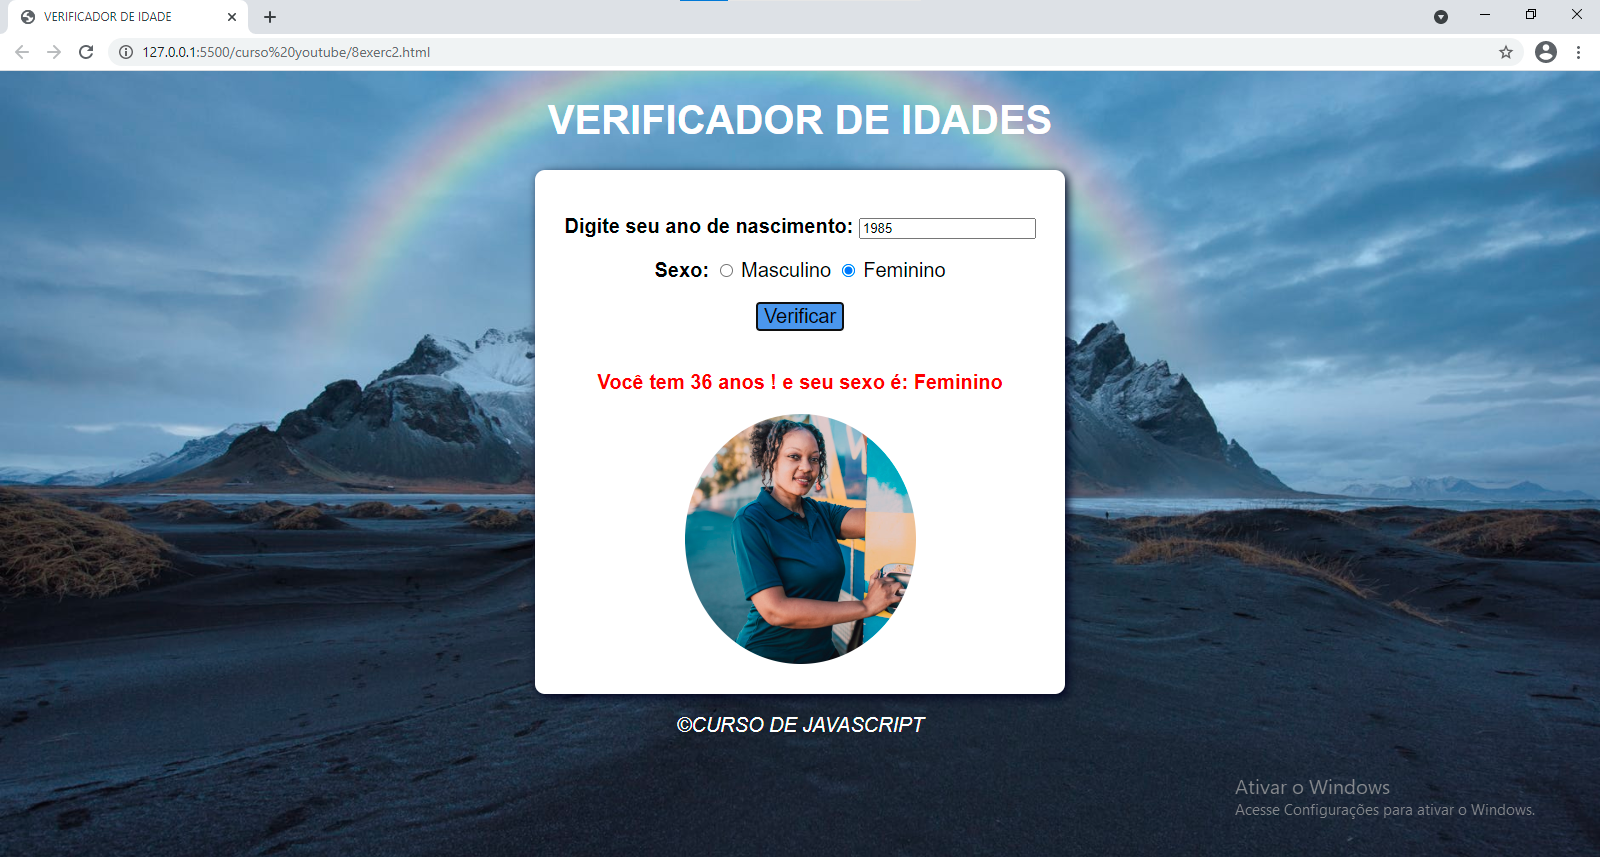 VERIFICADOR DE IDADE
127.0.0.1:5500/curso%20youtube/8exerc2.html
VERIFICADOR DE IDADES
Digite seu ano de nascimento: 1985
Sexo: Masculino Feminino
Verificar
Você tem 36 anos ! e seu sexo é: Feminino
©CURSO DE JAVASCRIPT
Ativar o Windows
Acesse Configurações para ativar o Windows.